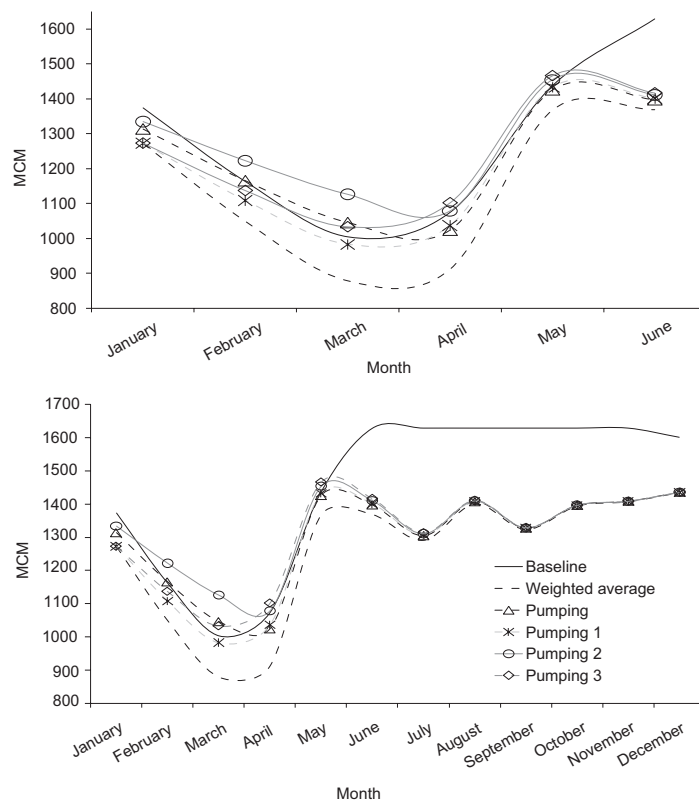 1600
1500
1400
1300
1200
1100
1000
900
800
MCM
January
February
March
April
May
June
Month
1700
1600
1500
1400
1300
1200
1100
1000
900
800
700
MCM
Baseline
Weighted average
Pumping
Pumping 1
Pumping 2
Pumping 3
January
February
March
April
May
June
July
August
September
October
November
December
Month